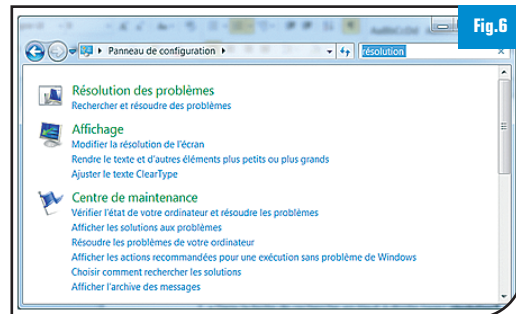 Fig.6
Panneau de configuration
résolution
Résolution des problèmes
Rechercher et résoudre des problèmes
Affichage
Modifier la résolution de l'écran
Rendre le texte et d'autres éléments plus petits ou plus grands
Ajuster le texte ClearType
Centre de maintenance
Vérifier l'état de votre ordinateur et résoudre les problèmes
Afficher les solutions aux problèmes
Résoudre les problèmes de votre ordinateur
Afficher les actions recommandées pour une exécution sans problème de Windows
Choisir comment rechercher les solutions
Afficher l'archive des messages